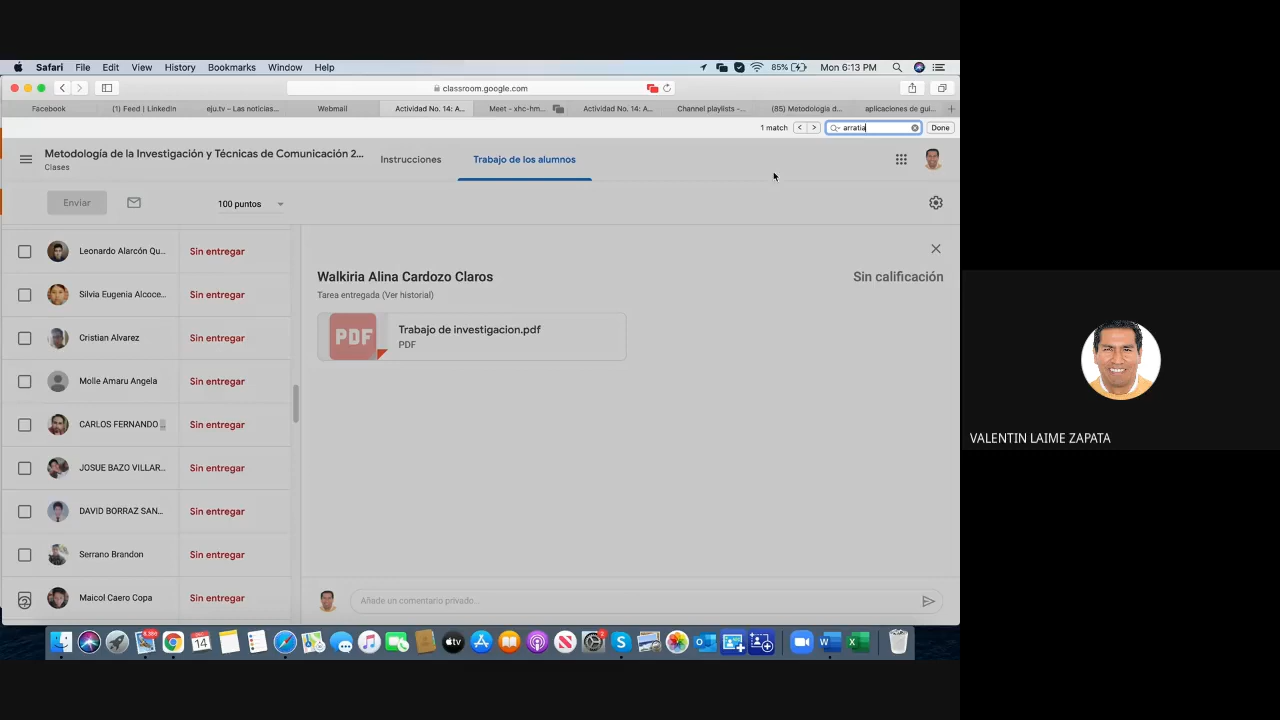 Safari File Edit View History Bookmarks Window Help
85% Mon 6:13 PM
classroom.google.com
Facebook (1) Feed | LinkedIn eju.tv – Las noticias... Webmail Actividad No. 14: A... Meet – xhc-hm... Actividad No. 14: A... Channel playlists -... (85) Metodología d... aplicaciones de gui...
1 match arratia Done
Metodología de la Investigación y Técnicas de Comunicación 2...
Clases
Instrucciones
Trabajo de los alumnos
Enviar
100 puntos
Leonardo Alarcón Qu... Sin entregar
Silvia Eugenia Alcoce... Sin entregar
Cristian Alvarez Sin entregar
Molle Amaru Angela Sin entregar
CARLOS FERNANDO Sin entregar
JOSUE BAZO VILLAR... Sin entregar
DAVID BORRAZ SAN... Sin entregar
Serrano Brandon Sin entregar
Maicol Caero Copa Sin entregar
Walkiria Alina Cardozo Claros
Sin calificación
Tarea entregada (Ver historial)
PDF
Trabajo de investigacion.pdf
PDF
Añade un comentario privado...
VALENTIN LAIME ZAPATA